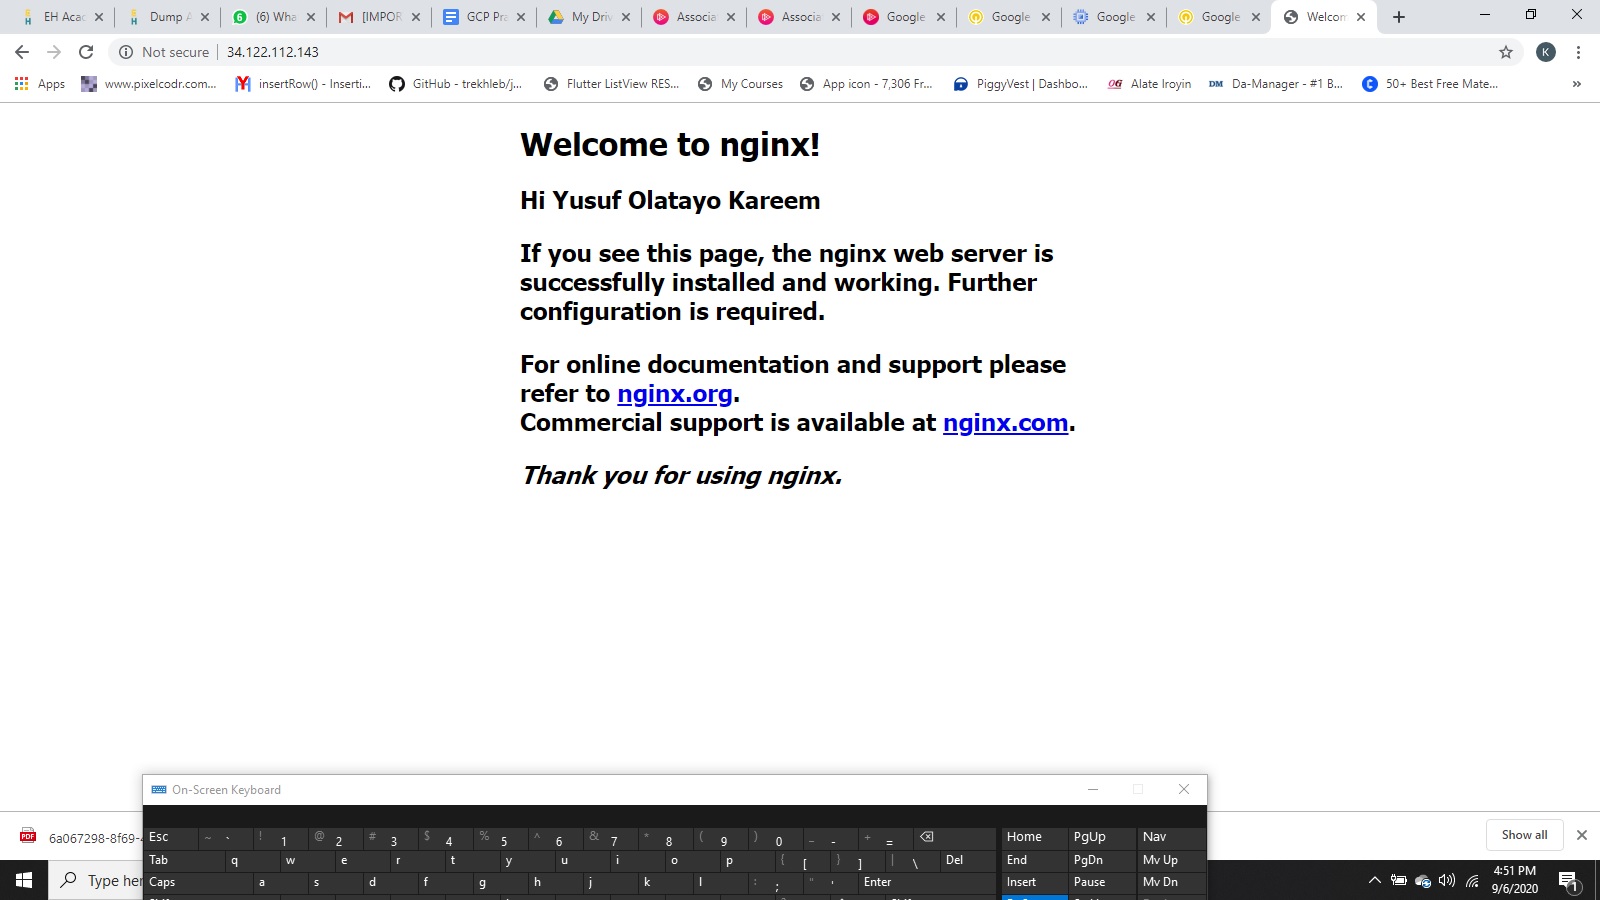 EH Acad
Dump A
(6) Wha
[IMPOR
GCP Pra
My Driv
Associa
Associa
Google
Google
Google
Google
Welcom
Not secure
34.122.112.143
K
Apps
www.pixelcodr.com...
insertRow() - Inserti...
GitHub - trekhleb/j...
Flutter ListView RES...
My Courses
App icon - 7,306 Fr...
PiggyVest | Dashbo...
OG
Alate Iroyin
DM
Da-Manager - #1 B...
50+ Best Free Mate...
»
Welcome to nginx!
Hi Yusuf Olatayo Kareem
If you see this page, the nginx web server is
successfully installed and working. Further
configuration is required.
For online documentation and support please
refer to nginx.org.
Commercial support is available at nginx.com.
Thank you for using nginx.
On-Screen Keyboard
PDF
6a067298-8f69-
Show all
Esc ~ ` ! 1 @ 2 # 3 $ 4 % 5 ^ 6 & 7 * 8 ( 9 ) 0 _ - + = Home PgUp Nav
Tab q w e r t y u i o p { [ } ] | \ Del End PgDn Mv Up
Caps a s d f g h j k l : ; " ' Enter Insert Pause Mv Dn
Type her
4:51 PM
9/6/2020
1